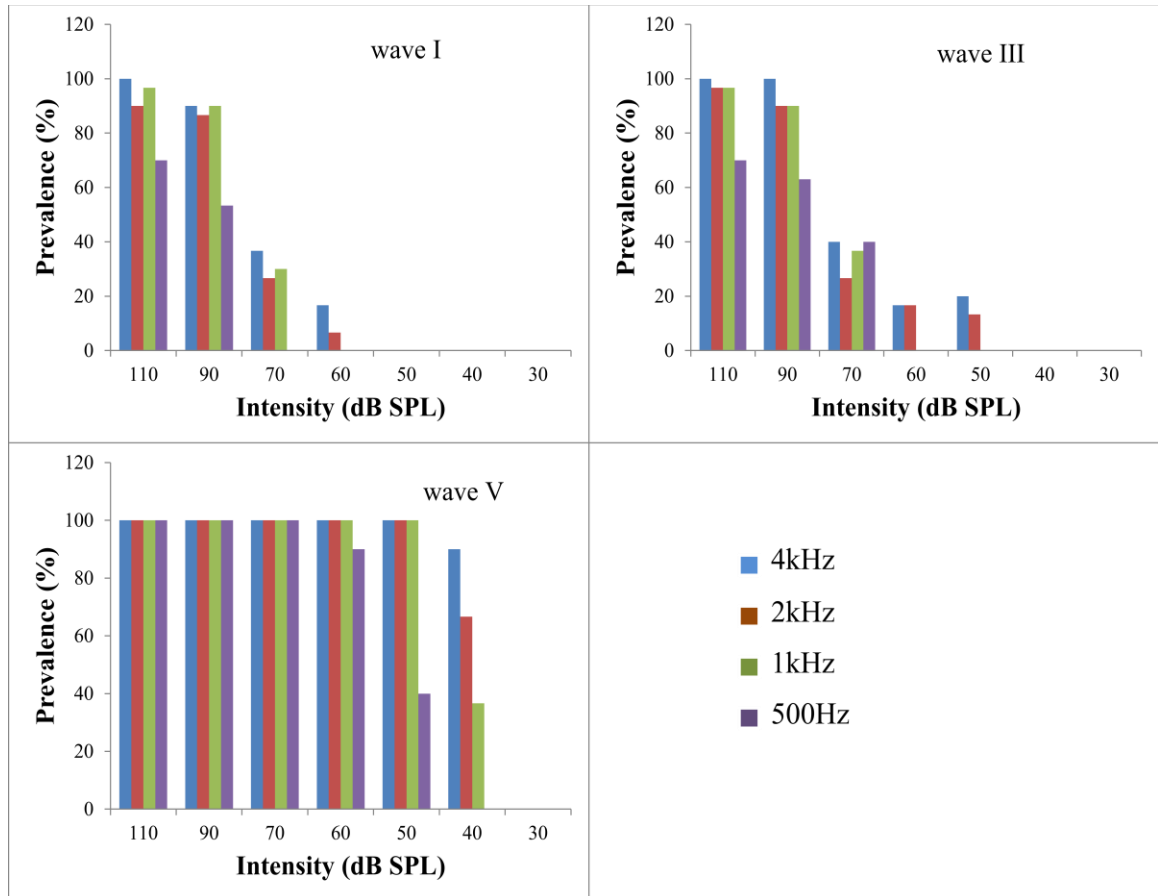 wave I
120
100
80
60
40
20
0
Prevalence (%)
110 90 70 60 50 40 30
Intensity (dB SPL)
wave III
120
100
80
60
40
20
0
Prevalence (%)
110 90 70 60 50 40 30
Intensity (dB SPL)
wave V
120
100
80
60
40
20
0
Prevalence (%)
110 90 70 60 50 40 30
Intensity (dB SPL)
4kHz
2kHz
1kHz
500Hz